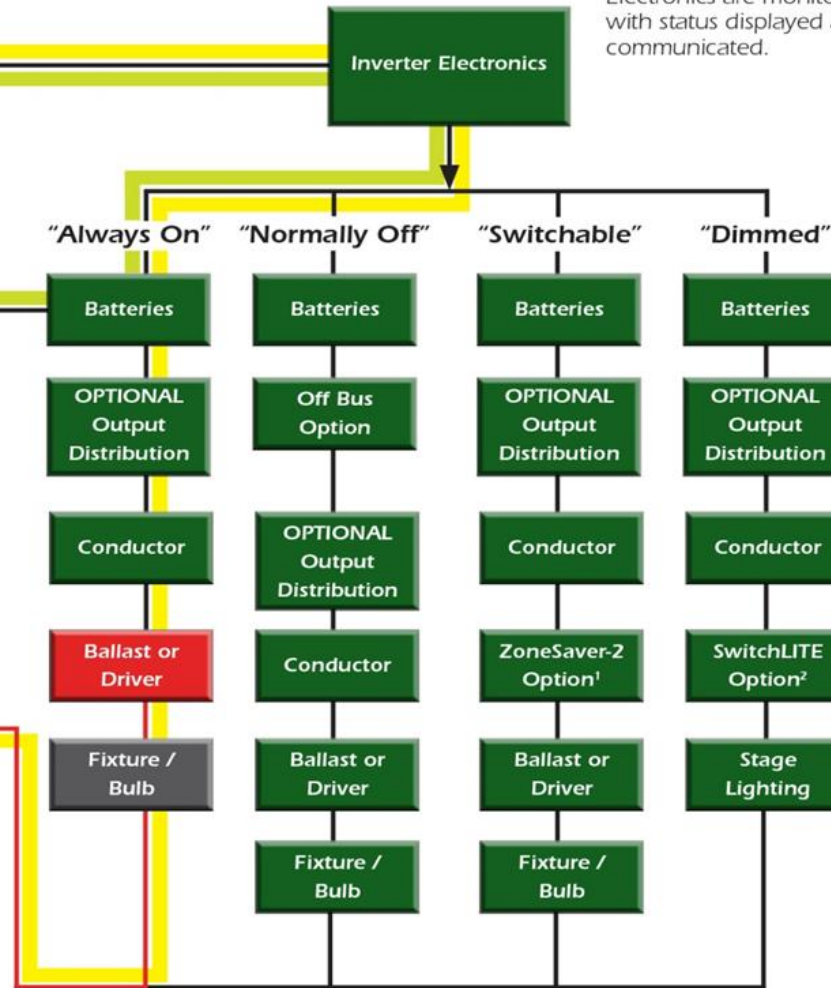 Electronics are
with status displayed
communicated.
Inverter Electronics
“Always On”
“Normally Off”
“Switchable”
“Dimmed”
Batteries
OPTIONAL
Output
Distribution
Conductor
Ballast or
Driver
Fixture /
Bulb
Batteries
Off Bus
Option
OPTIONAL
Output
Distribution
Conductor
Ballast or
Driver
Fixture /
Bulb
Batteries
OPTIONAL
Output
Distribution
Conductor
ZoneSaver-2
Option¹
Ballast or
Driver
Fixture /
Bulb
Batteries
OPTIONAL
Output
Distribution
Conductor
SwitchLITE
Option²
Stage
Lighting